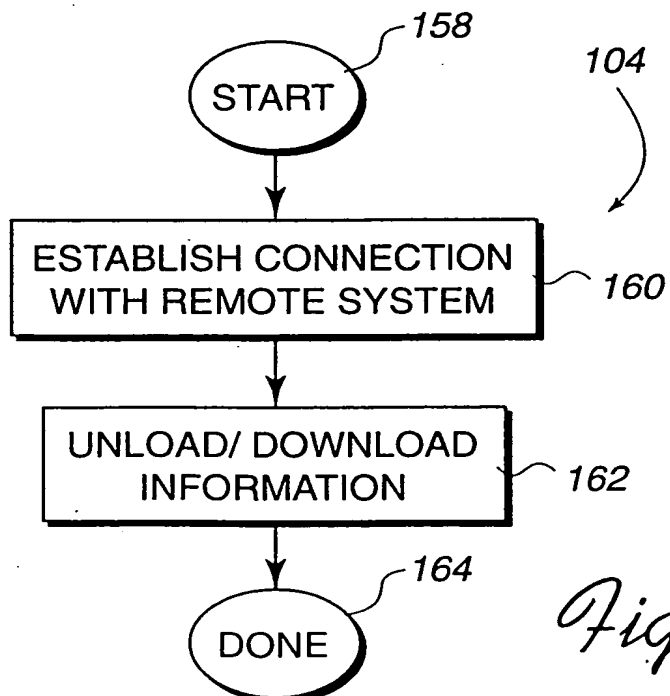 158
START
104
ESTABLISH CONNECTION
WITH REMOTE SYSTEM
160
UNLOAD/ DOWNLOAD
INFORMATION
162
164
DONE